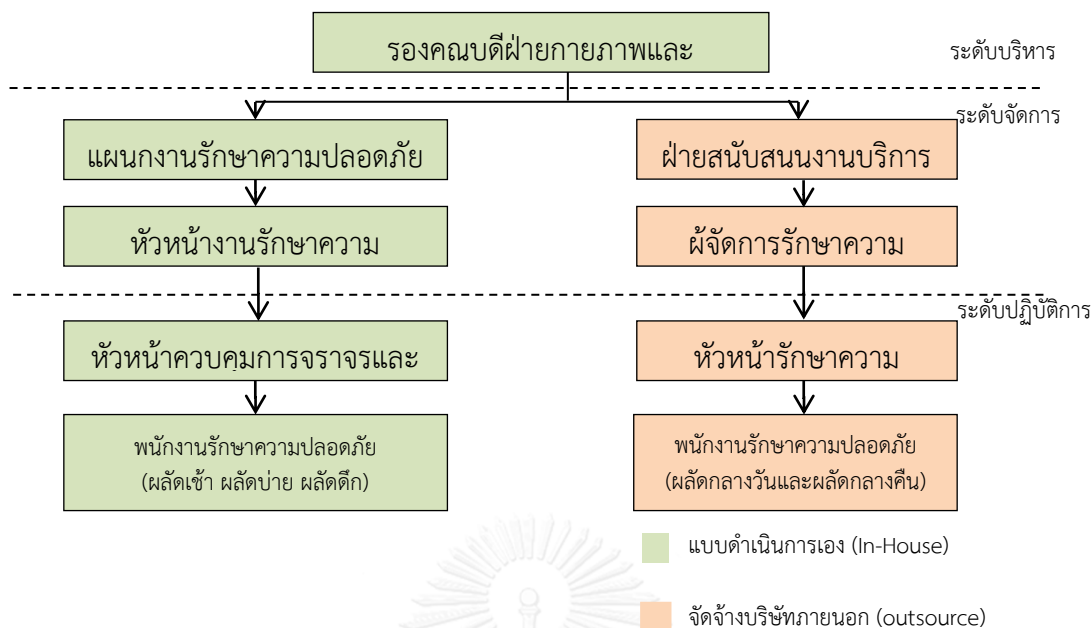 รองคณบดีฝ่ายกายภาพและ
ระดับบริหาร
ระดับจัดการ
แผนกงานรักษาความปลอดภัย
ฝ่ายสนับสนนงานบริการ
หัวหน้างานรักษาความ
ผ้จัดการรักษาความ
ระดับปฏิบัติการ
หัวหน้าควบคุมการจราจรและ
หัวหน้ารักษาความ
พนักงานรักษาความปลอดภัย
(ผลัดเช้า ผลัดบ่าย ผลัดดึก)
พนักงานรักษาความปลอดภัย
(ผลัดกลางวันและผลัดกลางคืน)
แบบดำเนินการเอง (In-House)
จัดจ้างบริษัทภายนอก (outsource)